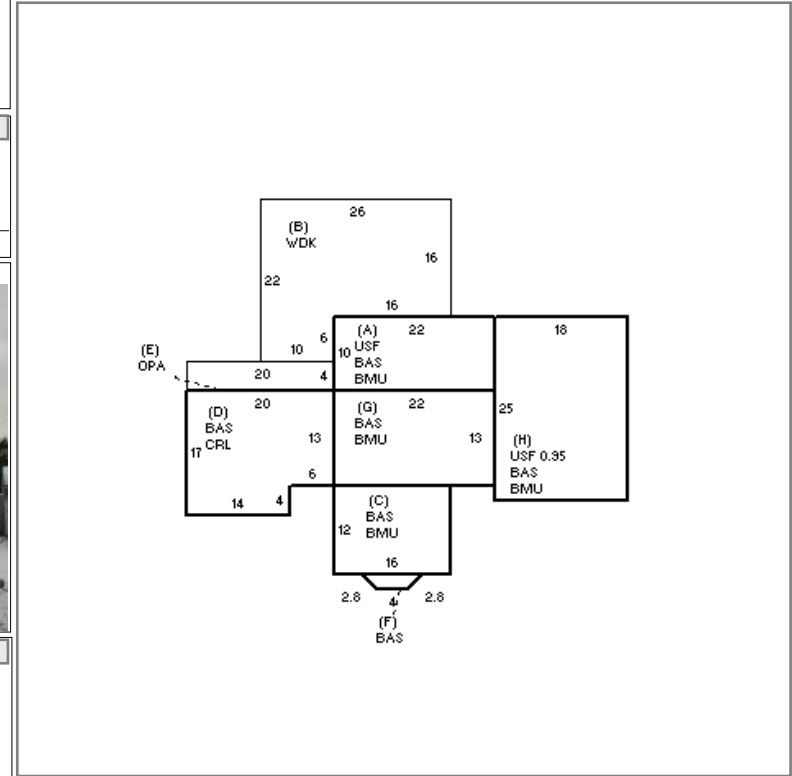 26
(B)
WDK
16
22
16
(A) 22
USF
BAS
BMU
18
6
10
10
(E)
OPA
20
4
20
(D)
BAS
CRL
17
(G) 22
BAS
BMU
13
13
25
(H)
USF 0.95
BAS
BMU
6
14
4
(C)
BAS
BMU
12
16
2.8
4
2.8
(F)
BAS